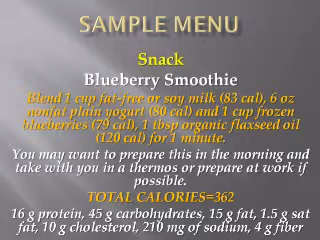 SAMPLE MENU
Snack
Blueberry Smoothie
Blend 1 cup fat-free or soy milk (83 cal), 6 oz
nonfat plain yogurt (80 cal) and 1 cup frozen
blueberries (79 cal), 1 tbsp organic flaxseed oil
(120 cal) for 1 minute.
You may want to prepare this in the morning and
take with you in a thermos or prepare at work if
possible.
TOTAL CALORIES=362
16 g protein, 45 g carbohydrates, 15 g fat, 1.5 g sat
fat, 10 g cholesterol, 210 mg of sodium, 4 g fiber